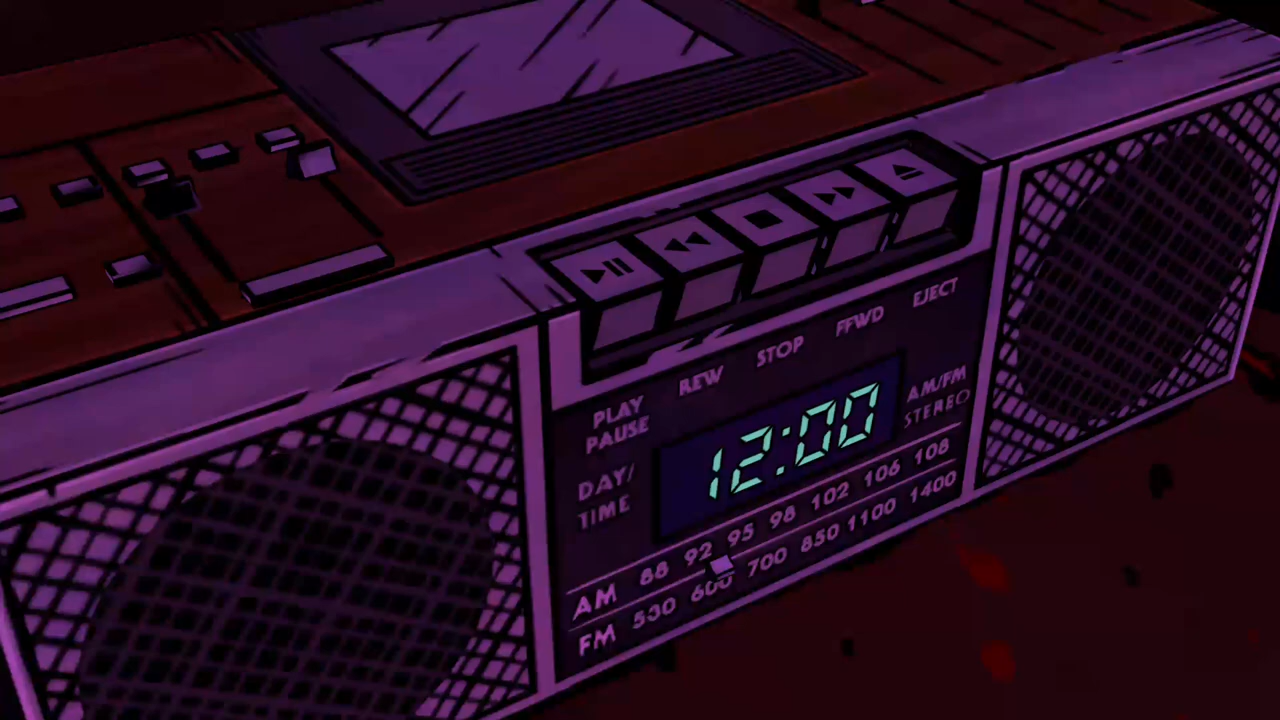 PLAY
PAUSE
REW
STOP
FFWD
EJECT
DAY/
TIME
12:00
AM/FM
STEREO
AM 88 92 95 98 102 106 108
FM 530 600 700 850 1100 1400